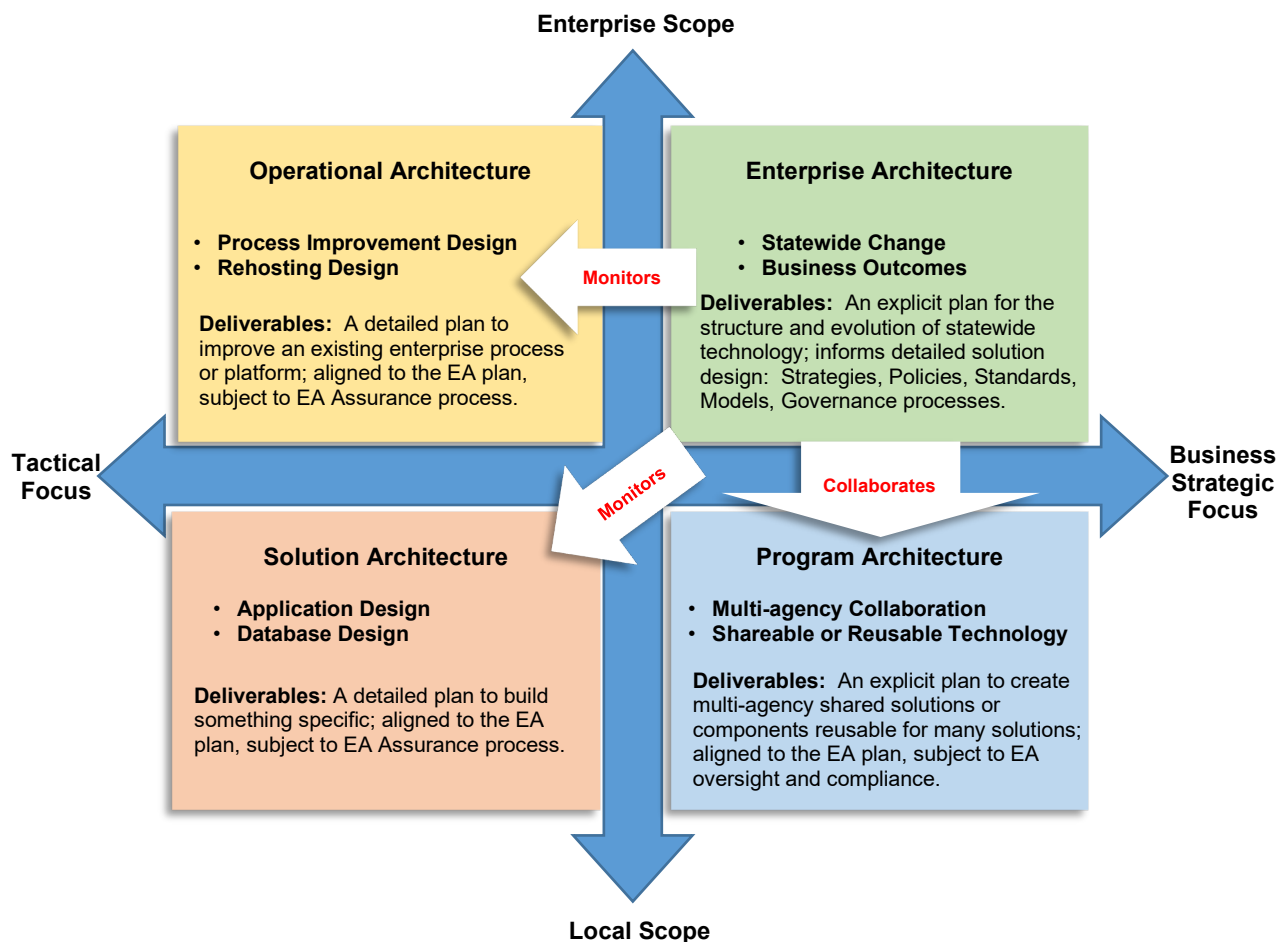 Enterprise Scope
Operational Architecture
• Process Improvement Design
• Rehosting Design
Deliverables: A detailed plan to
improve an existing enterprise process
or platform; aligned to the EA plan,
subject to EA Assurance process.
Monitors
Enterprise Architecture
• Statewide Change
• Business Outcomes
Deliverables: An explicit plan for the
structure and evolution of statewide
technology; informs detailed solution
design: Strategies, Policies, Standards,
Models, Governance processes.
Tactical
Focus
Monitors
Collaborates
Business
Strategic
Focus
Solution Architecture
• Application Design
• Database Design
Deliverables: A detailed plan to build
something specific; aligned to the EA
plan, subject to EA Assurance process.
Program Architecture
• Multi-agency Collaboration
• Shareable or Reusable Technology
Deliverables: An explicit plan to create
multi-agency shared solutions or
components reusable for many solutions;
aligned to the EA plan, subject to EA
oversight and compliance.
Local Scope